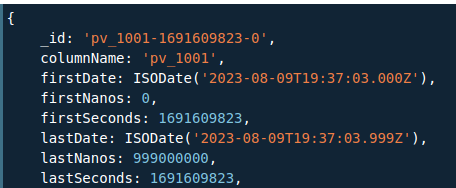 {
_id: 'pv_1001-1691609823-0',
columnName: 'pv_1001',
firstDate: ISODate('2023-08-09T19:37:03.000Z'),
firstNanos: 0,
firstSeconds: 1691609823,
lastDate: ISODate('2023-08-09T19:37:03.999Z'),
lastNanos: 999000000,
lastSeconds: 1691609823,